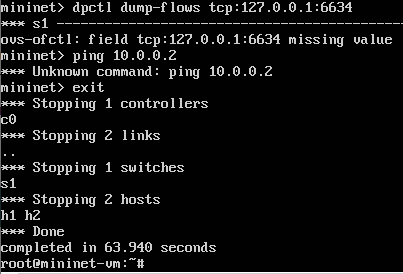 mininet> dpctl dump-flows tcp:127.0.0.1:6634
*** s1 ------------------------------------------------
ovs-ofctl: field tcp:127.0.0.1:6634 missing value
mininet> ping 10.0.0.2
*** Unknown command: ping 10.0.0.2
mininet> exit
*** Stopping 1 controllers
c0
*** Stopping 2 links
..
*** Stopping 1 switches
s1
*** Stopping 2 hosts
h1 h2
*** Done
completed in 63.940 seconds
root@mininet-vm:~#